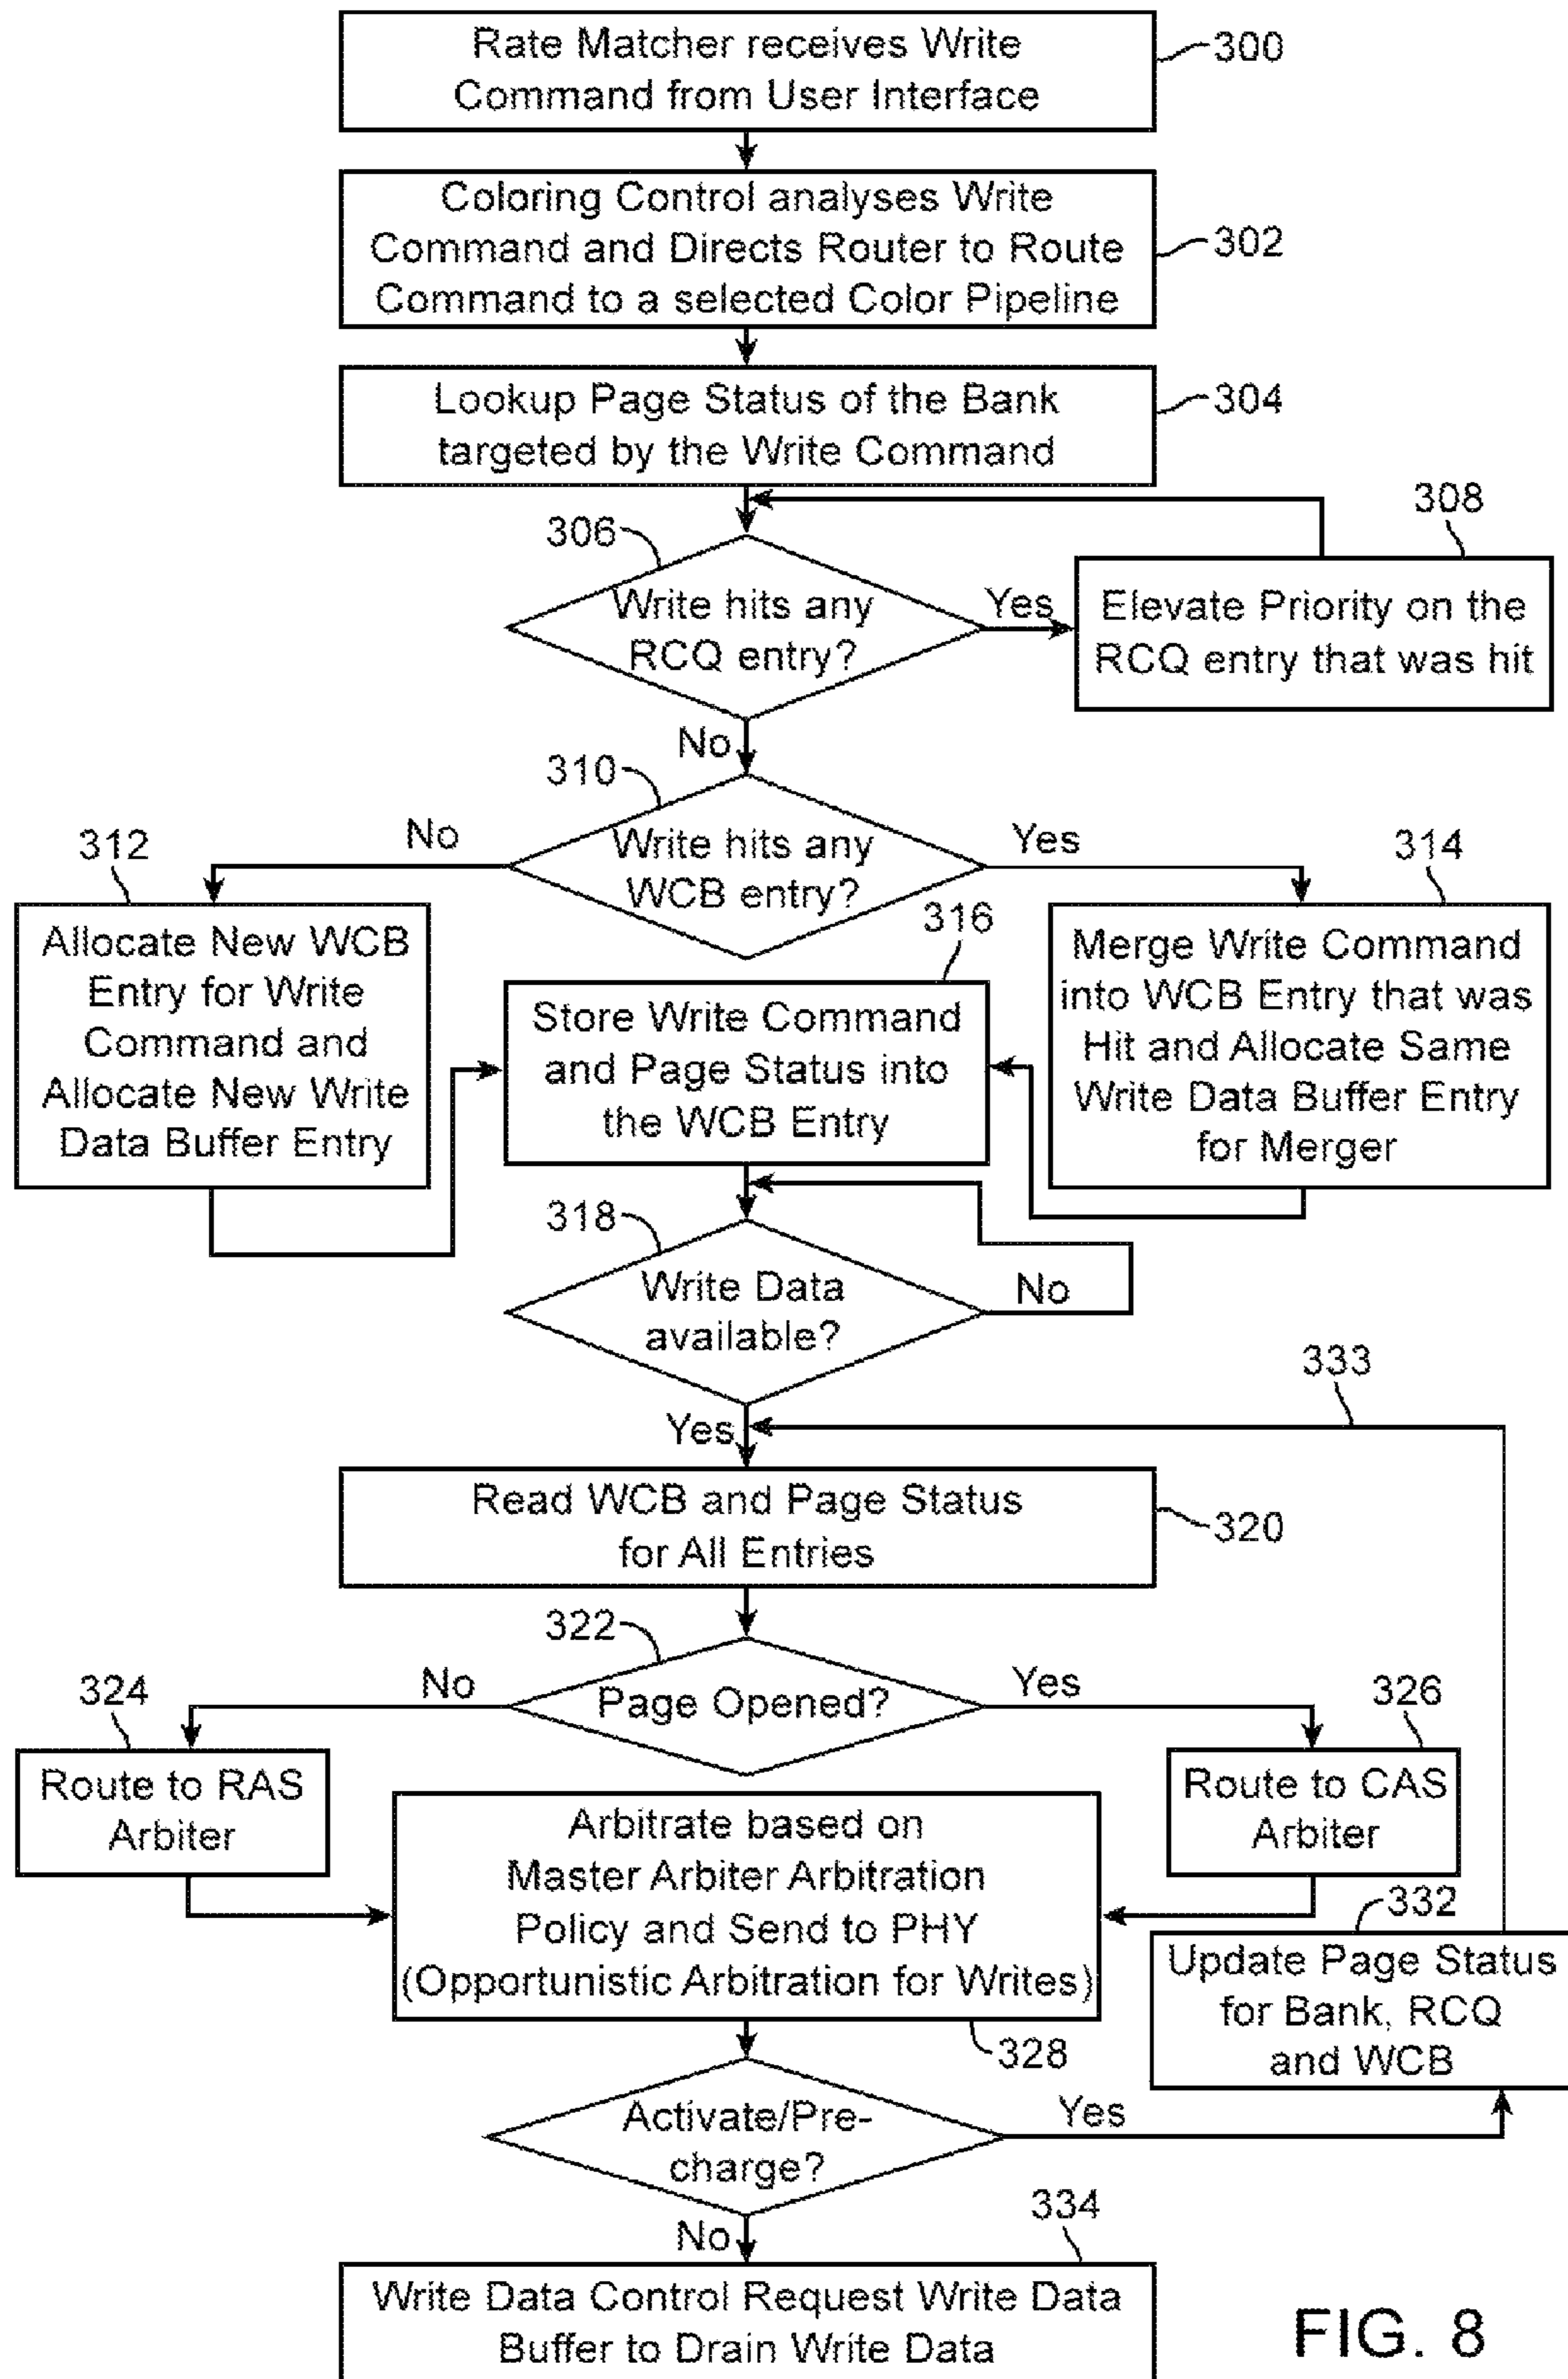 Rate Matcher receives Write
Command from User Interface
300
Coloring Control analyses Write
Command and Directs Router to Route
Command to a selected Color Pipeline
302
Lookup Page Status of the Bank
targeted by the Write Command
304
306
Write hits any
RCQ entry?
Yes
308
Elevate Priority on the
RCQ entry that was hit
No
310
Write hits any
WCB entry?
No
Yes
312
Allocate New WCB
Entry for Write
Command and
Allocate New Write
Data Buffer Entry
314
Merge Write Command
into WCB Entry that was
Hit and Allocate Same
Write Data Buffer Entry
for Merger
316
Store Write Command
and Page Status into
the WCB Entry
318
Write Data
available?
No
Yes
333
Read WCB and Page Status
for All Entries
320
322
Page Opened?
No
Yes
324
Route to RAS
Arbiter
326
Route to CAS
Arbiter
Arbitrate based on
Master Arbiter Arbitration
Policy and Send to PHY
(Opportunistic Arbitration for Writes)
328
332
Update Page Status
for Bank, RCQ
and WCB
Activate/Pre-
charge?
Yes
No
334
Write Data Control Request Write Data
Buffer to Drain Write Data
FIG. 8